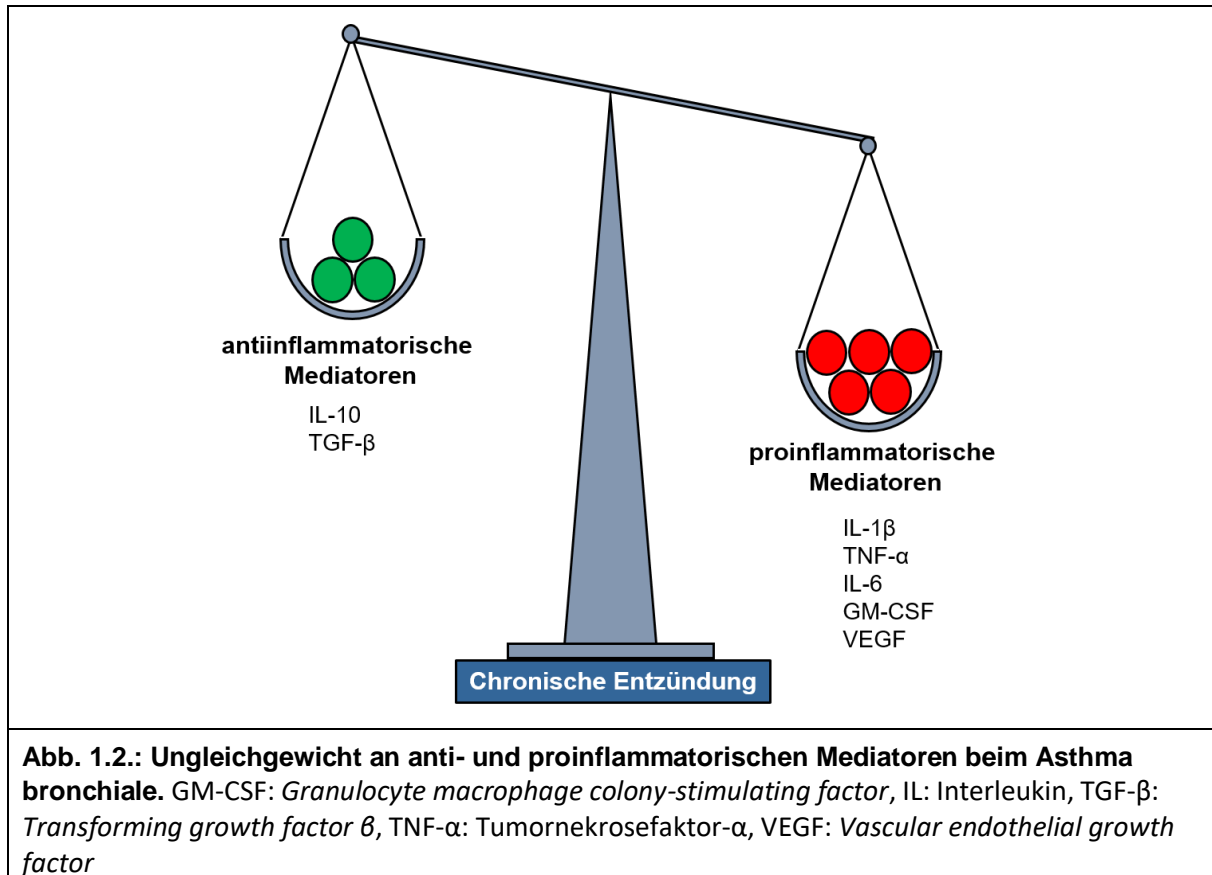 antiinflammatorische
Mediatoren
IL-10
TGF-β
proinflammatorische
Mediatoren
IL-1β
TNF-α
IL-6
GM-CSF
VEGF
Chronische Entzündung
Abb. 1.2.: Ungleichgewicht an anti- und proinflammatorischen Mediatoren beim Asthma
bronchiale. GM-CSF: Granulocyte macrophage colony-stimulating factor, IL: Interleukin, TGF-β:
Transforming growth factor β, TNF-α: Tumornekrosefaktor-α, VEGF: Vascular endothelial growth
factor